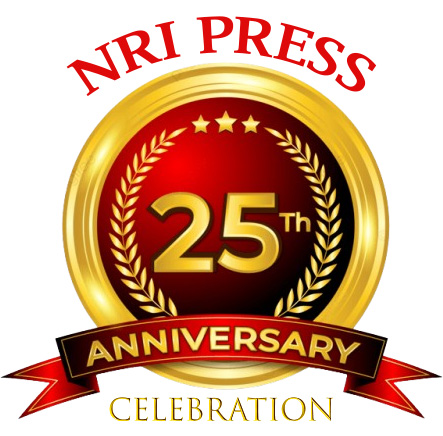 NRI PRESS
25Th
ANNIVERSARY
CELEBRATION